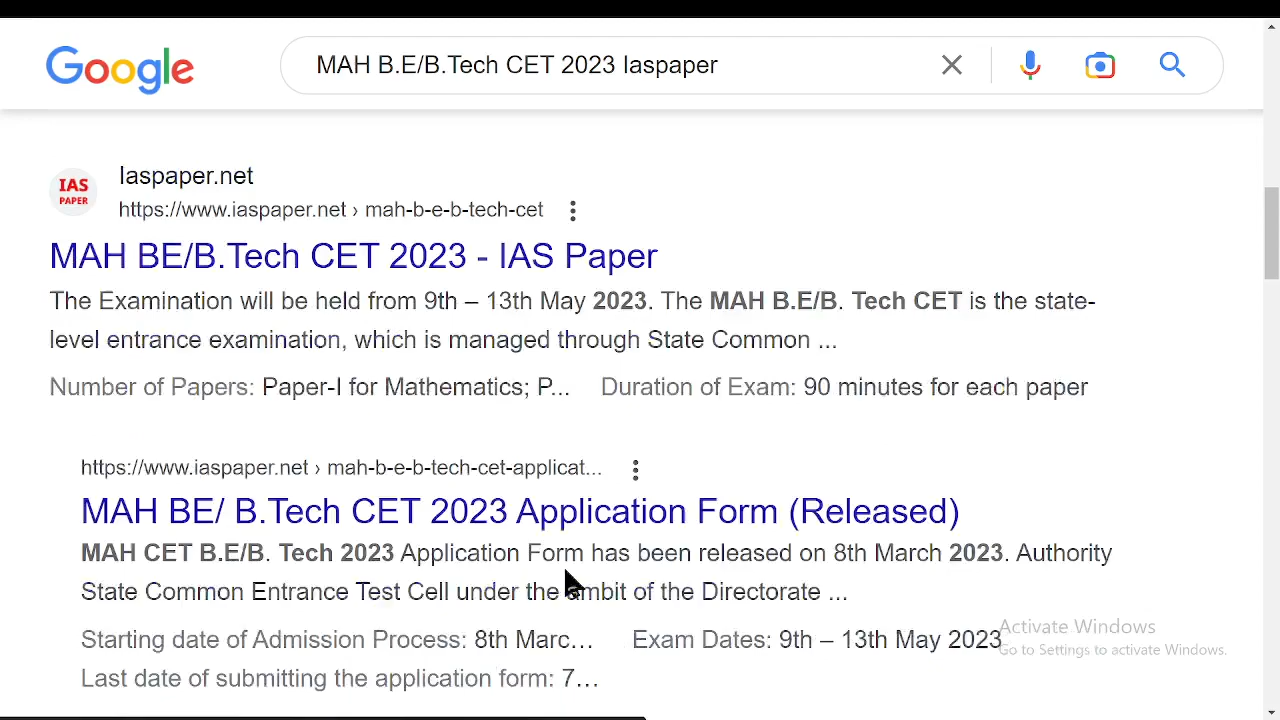 Google
MAH B.E/B.Tech CET 2023 Iaspaper
IAS
PAPER
Iaspaper.net
https://www.iaspaper.net › mah-b-e-b-tech-cet
MAH BE/B.Tech CET 2023 - IAS Paper
The Examination will be held from 9th – 13th May 2023. The MAH B.E/B. Tech CET is the state-
level entrance examination, which is managed through State Common ...
Number of Papers: Paper-I for Mathematics; P... Duration of Exam: 90 minutes for each paper
https://www.iaspaper.net › mah-b-e-b-tech-cet-applicat...
MAH BE/ B.Tech CET 2023 Application Form (Released)
MAH CET B.E/B. Tech 2023 Application Form has been released on 8th March 2023. Authority
State Common Entrance Test Cell under the ambit of the Directorate ...
Starting date of Admission Process: 8th Marc... Exam Dates: 9th – 13th May 2023
Last date of submitting the application form: 7...
Activate Windows
Go to Settings to activate Windows.